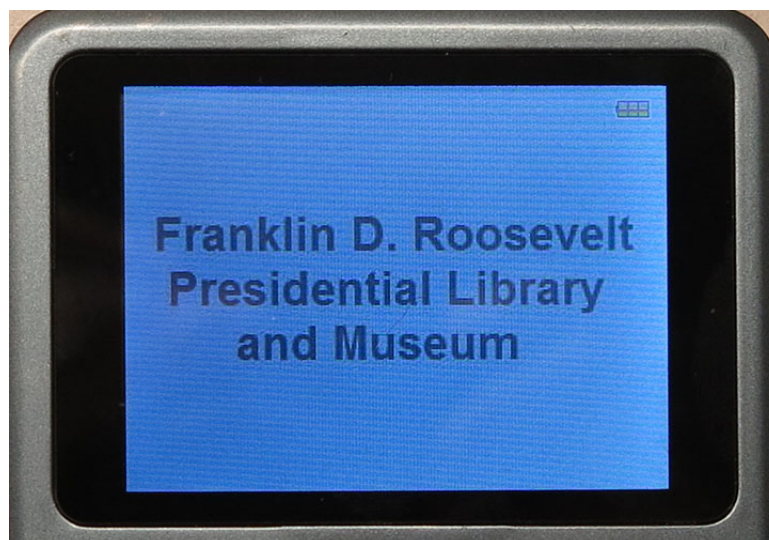 Franklin D. Roosevelt
Presidential Library
and Museum